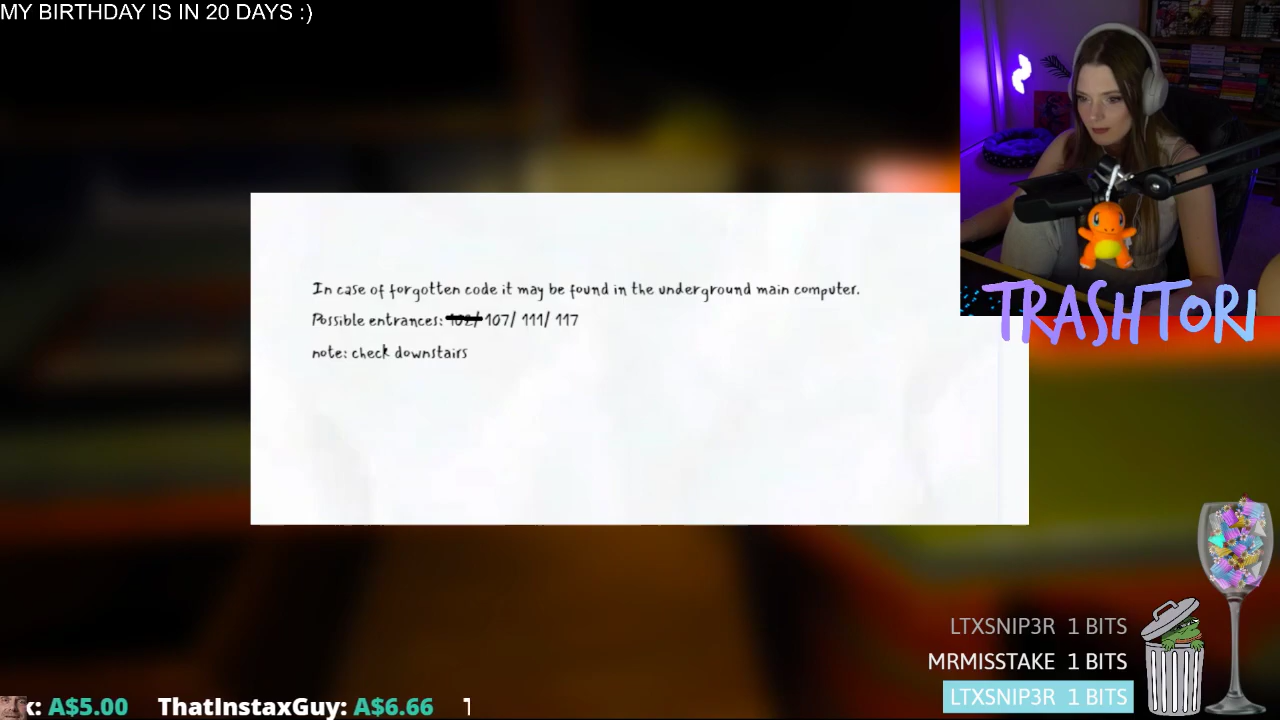 MY BIRTHDAY IS IN 20 DAYS :)
In case of forgotten code it may be found in the underground main computer.
Possible entrances: 102/ 107/ 111/ 117
note: check downstairs
TRASHTORI
LTXSNIP3R 1 BITS
MRMISSTAKE 1 BITS
LTXSNIP3R 1 BITS
: A$5.00 ThatInstaxGuy: A$6.66